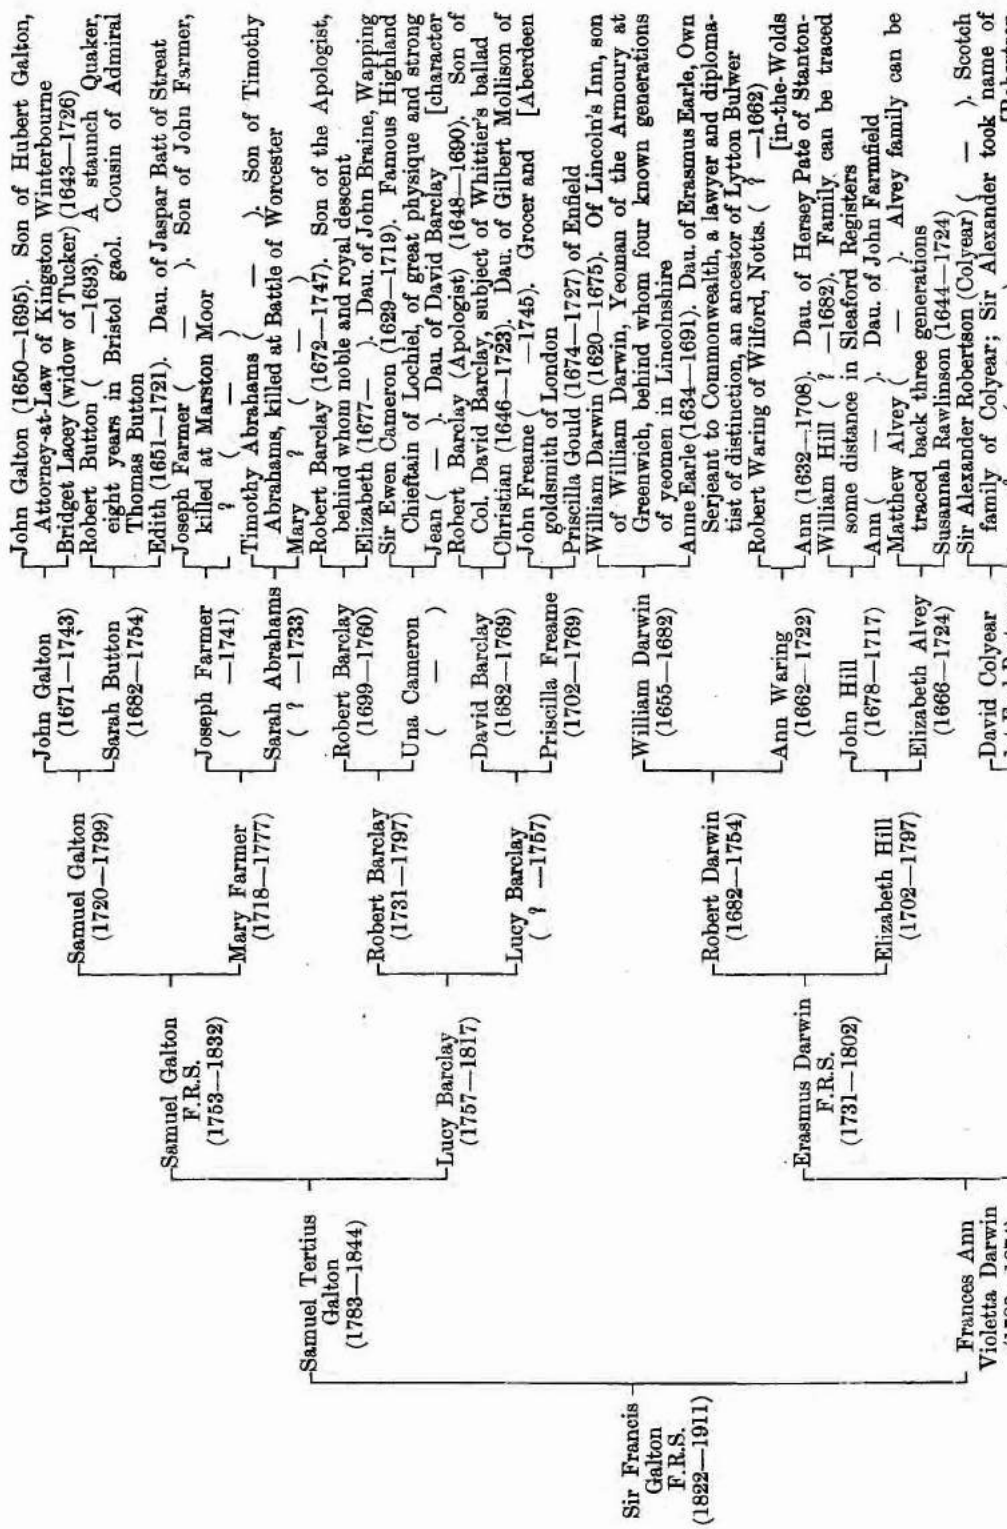 John Galton (1650—1695). Son of Hubert Galton,
Attorney-at-Law of Kingston Winterbourne
Bridget Lacey (widow of Tucker) (1643—1726)
Robert Button ( —1693). A staunch Quaker,
eight years in Bristol gaol. Cousin of Admiral
Thomas Button
Edith (1651—1721). Dau. of Jaspar Batt of Streat
Joseph Farmer ( — ). Son of John Farmer,
killed at Marston Moor
? ( — )
Timothy Abrahams ( — ). Son of Timothy
Abrahams, killed at Battle of Worcester
Mary ? ( — )
Robert Barclay (1672—1747). Son of the Apologist,
behind whom noble and royal descent
Elizabeth (1677— ). Dau. of John Braine, Wapping
Sir Ewen Cameron (1629—1719). Famous Highland
Chieftain of Lochiel, of great physique and strong
Jean ( — ). Dau. of David Barclay [character
Robert Barclay (Apologist) (1648—1690). Son of
Col. David Barclay, subject of Whittier's ballad
Christian (1646—1723). Dau. of Gilbert Mollison of
John Freame ( —1745). Grocer and [Aberdeen
goldsmith of London
Priscilla Gould (1674—1727) of Enfield
William Darwin (1620—1675). Of Lincoln's Inn, son
of William Darwin, Yeoman of the Armoury at
Greenwich, behind whom four known generations
of yeomen in Lincolnshire
Anne Earle (1634—1691). Dau. of Erasmus Earle, Own
Serjeant to Commonwealth, a lawyer and diploma-
tist of distinction, an ancestor of Lytton Bulwer
Robert Waring of Wilford, Notts. ( ? —1662)
[in-the-Wolds
Ann (1632—1708). Dau. of Hersey Pate of Stanton-
William Hill ( ? —1682). Family can be traced
some distance in Sleaford Registers
Ann ( — ). Dau. of John Farmfield
Matthew Alvey ( — ). Alvey family can be
traced back three generations
Susannah Rawlinson (1644—1724)
Sir Alexander Robertson (Colyear) ( — ). Scotch
family of Colyear; Sir Alexander took name of
John Galton
(1671—1743)
Sarah Button
(1682—1754)
Joseph Farmer
( —1741)
Sarah Abrahams
( ? —1733)
Robert Barclay
(1699—1760)
Una Cameron
( — )
David Barclay
(1682—1769)
Priscilla Freame
(1702—1769)
William Darwin
(1655—1682)
Ann Waring
(1662—1722)
John Hill
(1678—1717)
Elizabeth Alvey
(1666—1724)
David Colyear
Samuel Galton
(1720—1799)
Mary Farmer
(1718—1777)
Robert Barclay
(1731—1797)
Lucy Barclay
( ? —1757)
Robert Darwin
(1682—1754)
Elizabeth Hill
(1702—1797)
Samuel Galton
F.R.S.
(1753—1832)
Lucy Barclay
(1757—1817)
Erasmus Darwin
F.R.S.
(1731—1802)
Samuel Tertius
Galton
(1783—1844)
Frances Ann
Violetta Darwin
Sir Francis
Galton
F.R.S.
(1822—1911)